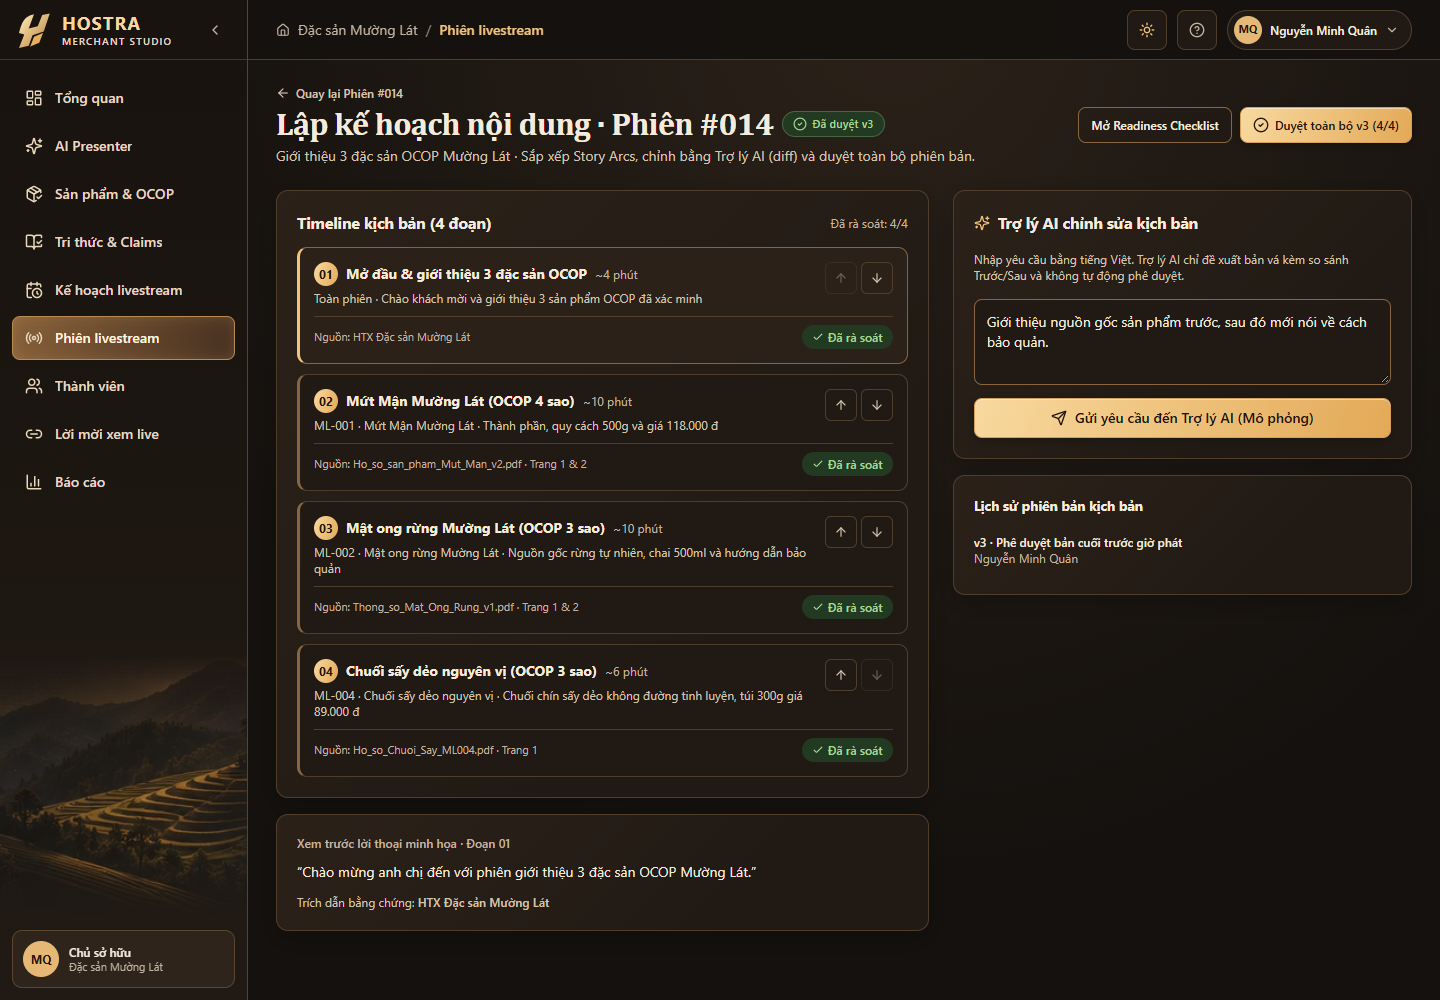 HOSTRA
MERCHANT STUDIO
Tổng quan
AI Presenter
Sản phẩm & OCOP
Tri thức & Claims
Kế hoạch livestream
Phiên livestream
Thành viên
Lời mời xem live
Báo cáo
MQ
Chủ sở hữu
Đặc sản Mường Lát
Đặc sản Mường Lát / Phiên livestream
MQ Nguyễn Minh Quân
Quay lại Phiên #014
Lập kế hoạch nội dung · Phiên #014
Đã duyệt v3
Giới thiệu 3 đặc sản OCOP Mường Lát · Sắp xếp Story Arcs, chỉnh bằng Trợ lý AI (diff) và duyệt toàn bộ phiên bản.
Mở Readiness Checklist
Duyệt toàn bộ v3 (4/4)
Timeline kịch bản (4 đoạn)
Đã rà soát: 4/4
01 Mở đầu & giới thiệu 3 đặc sản OCOP ~4 phút
Toàn phiên · Chào khách mời và giới thiệu 3 sản phẩm OCOP đã xác minh
Nguồn: HTX Đặc sản Mường Lát
Đã rà soát
02 Mứt Mận Mường Lát (OCOP 4 sao) ~10 phút
ML-001 · Mứt Mận Mường Lát · Thành phần, quy cách 500g và giá 118.000 đ
Nguồn: Ho_so_san_pham_Mut_Man_v2.pdf · Trang 1 & 2
Đã rà soát
03 Mật ong rừng Mường Lát (OCOP 3 sao) ~10 phút
ML-002 · Mật ong rừng Mường Lát · Nguồn gốc rừng tự nhiên, chai 500ml và hướng dẫn bảo
quản
Nguồn: Thong_so_Mat_Ong_Rung_v1.pdf · Trang 1 & 2
Đã rà soát
04 Chuối sấy dẻo nguyên vị (OCOP 3 sao) ~6 phút
ML-004 · Chuối sấy dẻo nguyên vị · Chuối chín sấy dẻo không đường tinh luyện, túi 300g giá
89.000 đ
Nguồn: Ho_so_Chuoi_Say_ML004.pdf · Trang 1
Đã rà soát
Xem trước lời thoại minh họa · Đoạn 01
"Chào mừng anh chị đến với phiên giới thiệu 3 đặc sản OCOP Mường Lát."
Trích dẫn bằng chứng: HTX Đặc sản Mường Lát
Trợ lý AI chỉnh sửa kịch bản
Nhập yêu cầu bằng tiếng Việt. Trợ lý AI chỉ đề xuất bản vá kèm so sánh
Trước/Sau và không tự động phê duyệt.
Giới thiệu nguồn gốc sản phẩm trước, sau đó mới nói về cách
bảo quản.
Gửi yêu cầu đến Trợ lý AI (Mô phỏng)
Lịch sử phiên bản kịch bản
v3 · Phê duyệt bản cuối trước giờ phát
Nguyễn Minh Quân